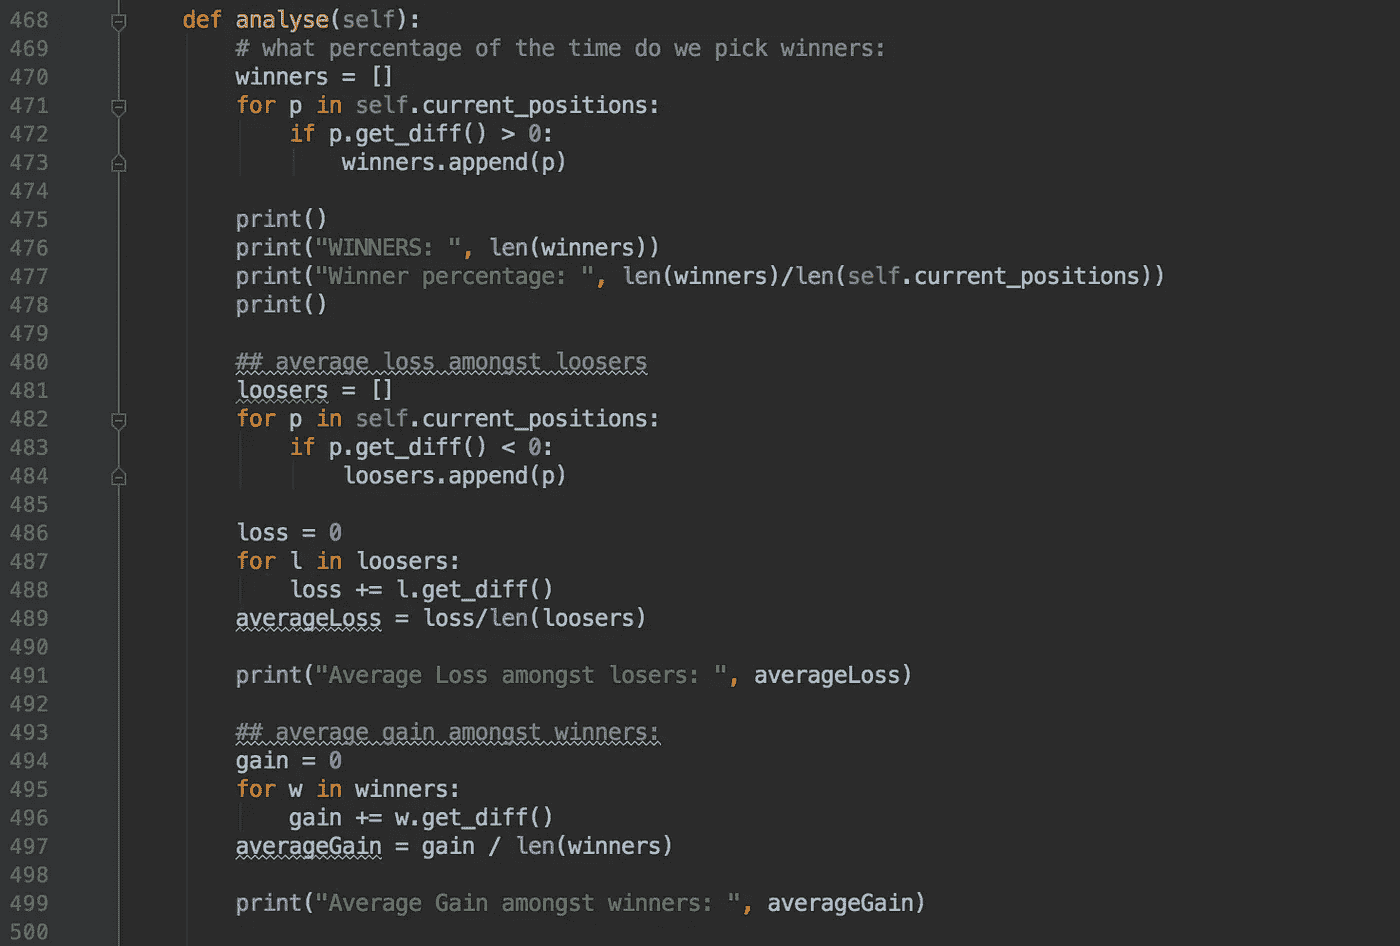 468 def analyse(self):
469 # what percentage of the time do we pick winners:
470 winners = []
471 for p in self.current_positions:
472 if p.get_diff() > 0:
473 winners.append(p)
474
475 print()
476 print("WINNERS: ", len(winners))
477 print("Winner percentage: ", len(winners)/len(self.current_positions))
478 print()
479
480 ## average loss amongst loosers
481 loosers = []
482 for p in self.current_positions:
483 if p.get_diff() < 0:
484 loosers.append(p)
485
486 loss = 0
487 for l in loosers:
488 loss += l.get_diff()
489 averageLoss = loss/len(loosers)
490
491 print("Average Loss amongst losers: ", averageLoss)
492
493 ## average gain amongst winners:
494 gain = 0
495 for w in winners:
496 gain += w.get_diff()
497 averageGain = gain / len(winners)
498
499 print("Average Gain amongst winners: ", averageGain)
500